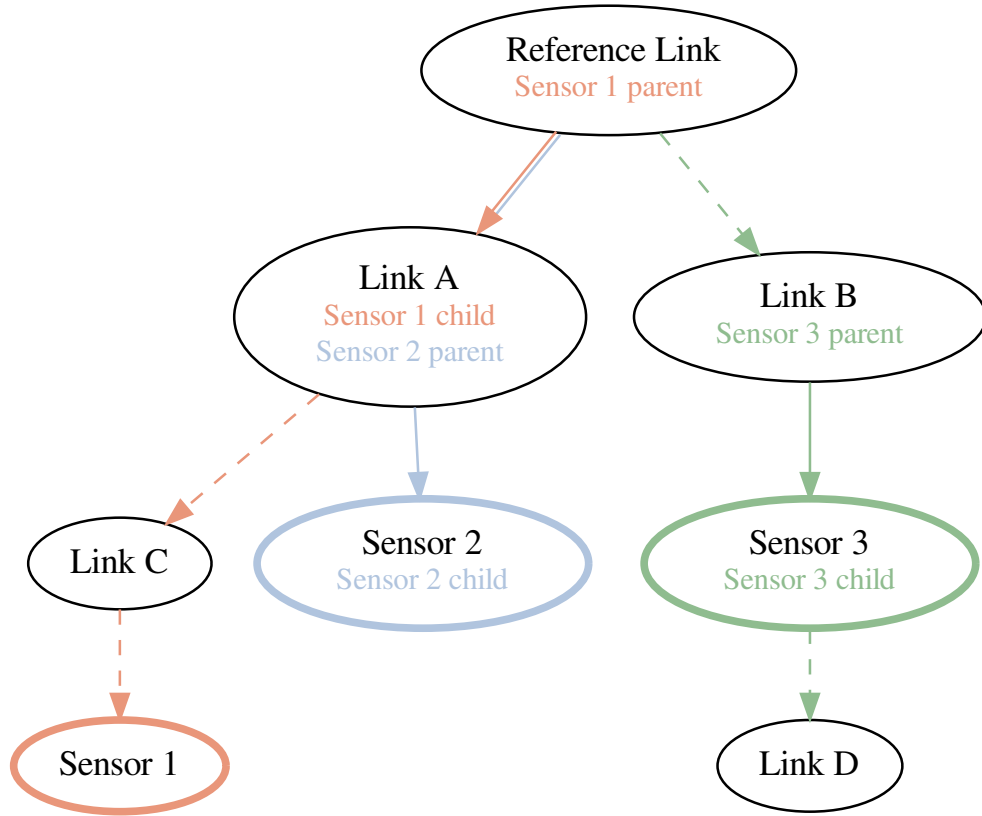 Reference Link
Sensor 1 parent
Link A
Sensor 1 child
Sensor 2 parent
Link B
Sensor 3 parent
Link C
Sensor 2
Sensor 2 child
Sensor 3
Sensor 3 child
Sensor 1
Link D